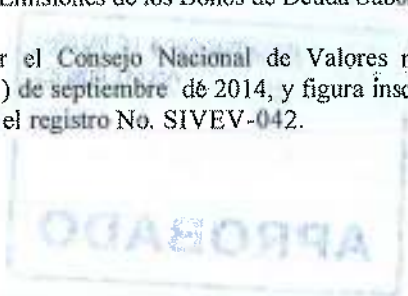 Emisiones de los Bonos de Deuda Subo
r el Consejo Nacional de Valores
) de septiembre de 2014, y figura insc
el registro No. SIVEV-042.
APROBADO